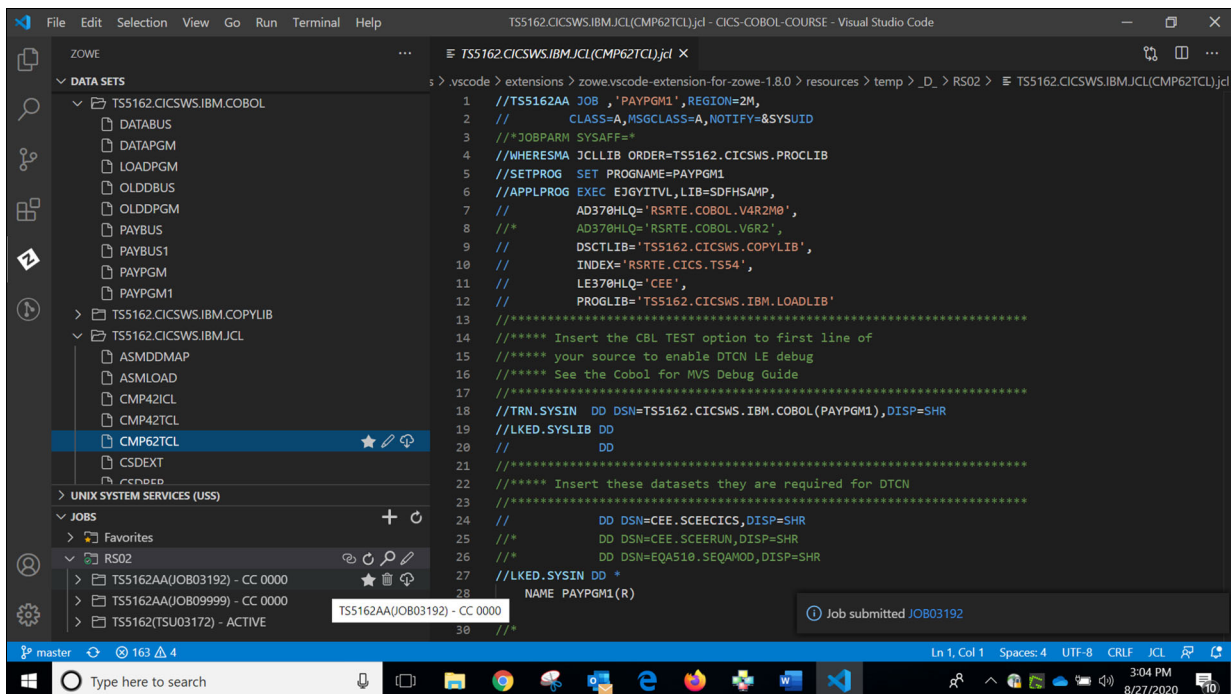 File Edit Selection View Go Run Terminal Help
TS5162.CICSWS.IBM.JCL(CMP62TCL).jcl - CICS-COBOL-COURSE - Visual Studio Code
ZOWE
DATA SETS
TS5162.CICSWS.IBM.COBOL
DATABUS
DATAPGM
LOADPGM
OLDDBUS
OLDDPGM
PAYBUS
PAYBUS1
PAYPGM
PAYPGM1
TS5162.CICSWS.IBM.COPYLIB
TS5162.CICSWS.IBM.JCL
ASMDDMAP
ASMLOAD
CMP42ICL
CMP42TCL
CMP62TCL
CSDEXT
UNIX SYSTEM SERVICES (USS)
JOBS
Favorites
RS02
TS5162AA(JOB03192) - CC 0000
TS5162AA(JOB09999) - CC 0000
TS5162(TSU03172) - ACTIVE
TS5162AA(JOB03192) - CC 0000
TS5162.CICSWS.IBM.JCL(CMP62TCL).jcl
s > .vscode > extensions > zowe.vscode-extension-for-zowe-1.8.0 > resources > temp > _D_ > RS02 > TS5162.CICSWS.IBM.JCL(CMP62TCL).jcl
1 //TS5162AA JOB ,'PAYPGM1',REGION=2M,
2 // CLASS=A,MSGCLASS=A,NOTIFY=&SYSUID
3 //*JOBPARM SYSAFF=*
4 //WHERESMA JCLLIB ORDER=TS5162.CICSWS.PROCLIB
5 //SETPROG SET PROGNAME=PAYPGM1
6 //APPLPROG EXEC EJGYITVL,LIB=SDFHSAMP,
7 // AD370HLQ='RSRTE.COBOL.V4R2M0',
8 //* AD370HLQ='RSRTE.COBOL.V6R2',
9 // DSCTLIB='TS5162.CICSWS.COPYLIB',
10 // INDEX='RSRTE.CICS.TS54',
11 // LE370HLQ='CEE',
12 // PROGLIB='TS5162.CICSWS.IBM.LOADLIB'
13 //***************************************************************
14 //***** Insert the CBL TEST option to first line of
15 //***** your source to enable DTCN LE debug
16 //***** See the Cobol for MVS Debug Guide
17 //***************************************************************
18 //TRN.SYSIN DD DSN=TS5162.CICSWS.IBM.COBOL(PAYPGM1),DISP=SHR
19 //LKED.SYSLIB DD
20 // DD
21 //***************************************************************
22 //***** Insert these datasets they are required for DTCN
23 //***************************************************************
24 // DD DSN=CEE.SCEECICS,DISP=SHR
25 //* DD DSN=CEE.SCEERUN,DISP=SHR
26 //* DD DSN=EQA510.SEQAMOD,DISP=SHR
27 //LKED.SYSIN DD *
28 NAME PAYPGM1(R)
30 //*
Job submitted JOB03192
master 163 4
Ln 1, Col 1 Spaces: 4 UTF-8 CRLF JCL
Type here to search
3:04 PM
8/27/2020